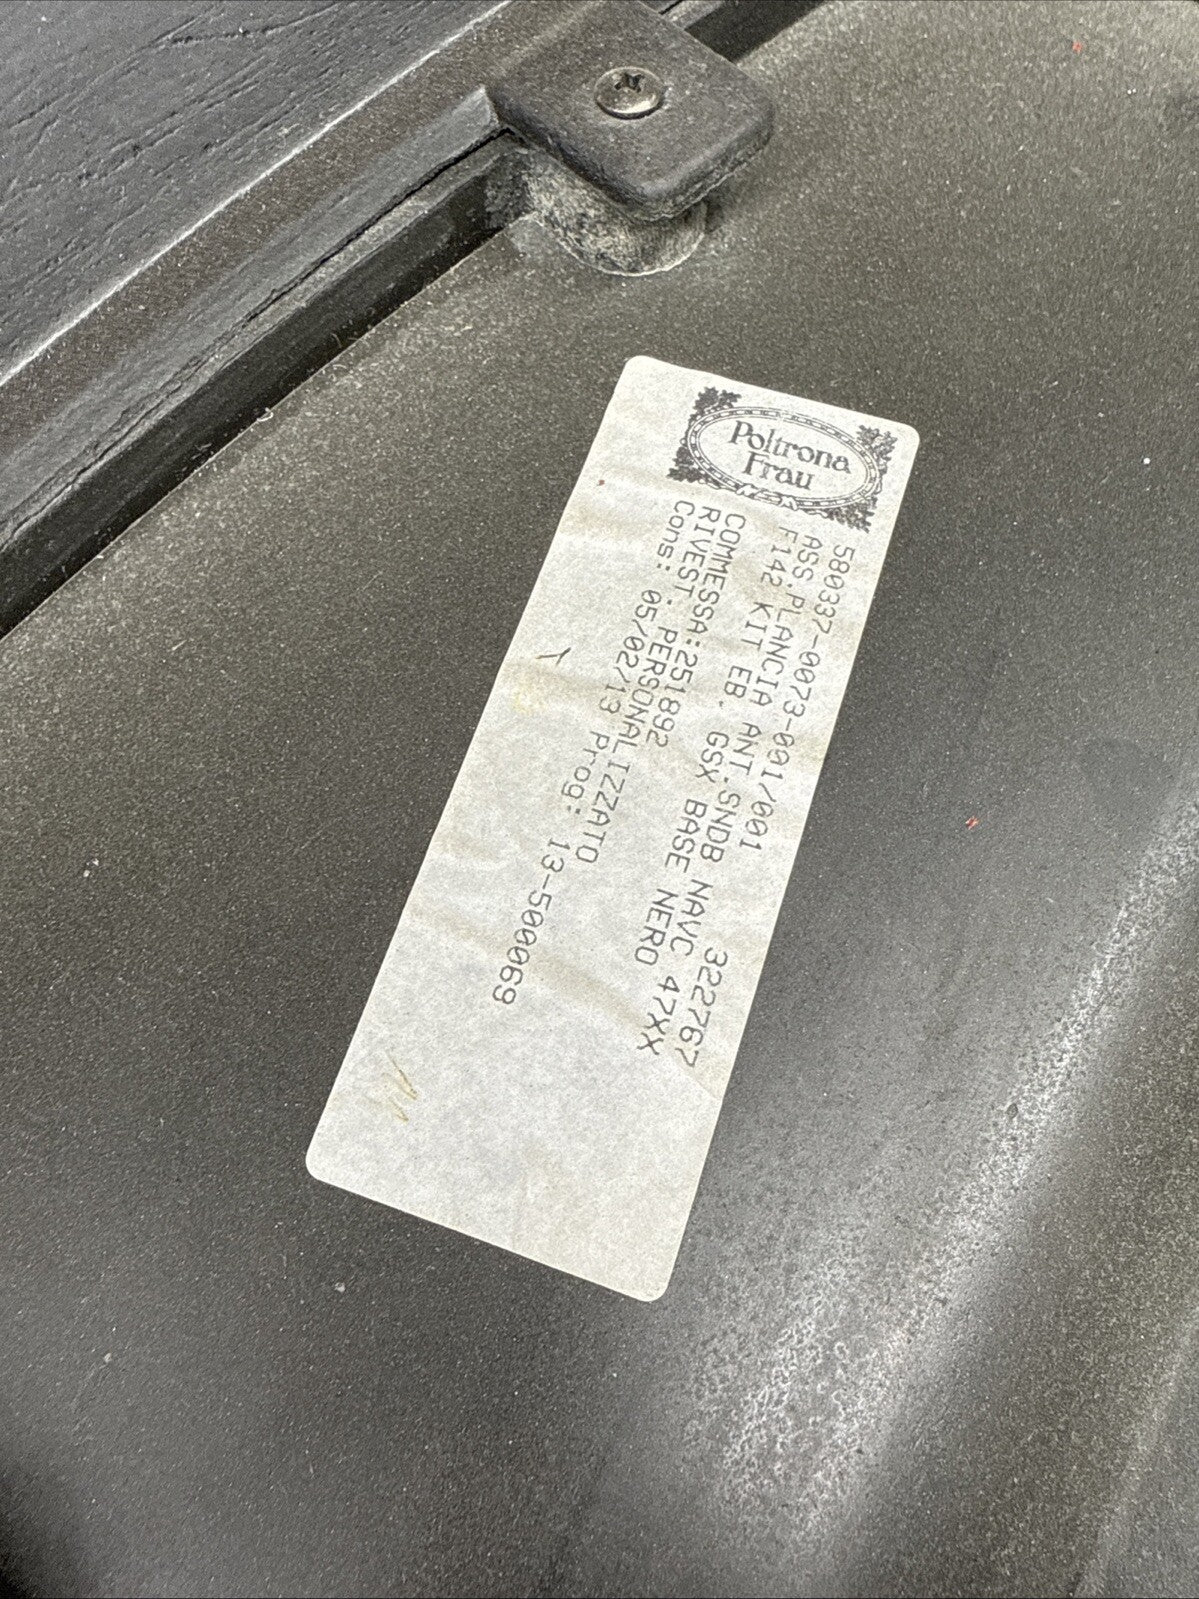 Poltrona
Frau
580337-0073-001/001
ASS.PLANCIA ANT.SNDB NAVC 322767
F142 KIT EB. GSX BASE NERO 47XX
COMMESSA:251892
RIVEST.PERSONALIZZATO
Cons: 05/02/13 Prog: 13-500069